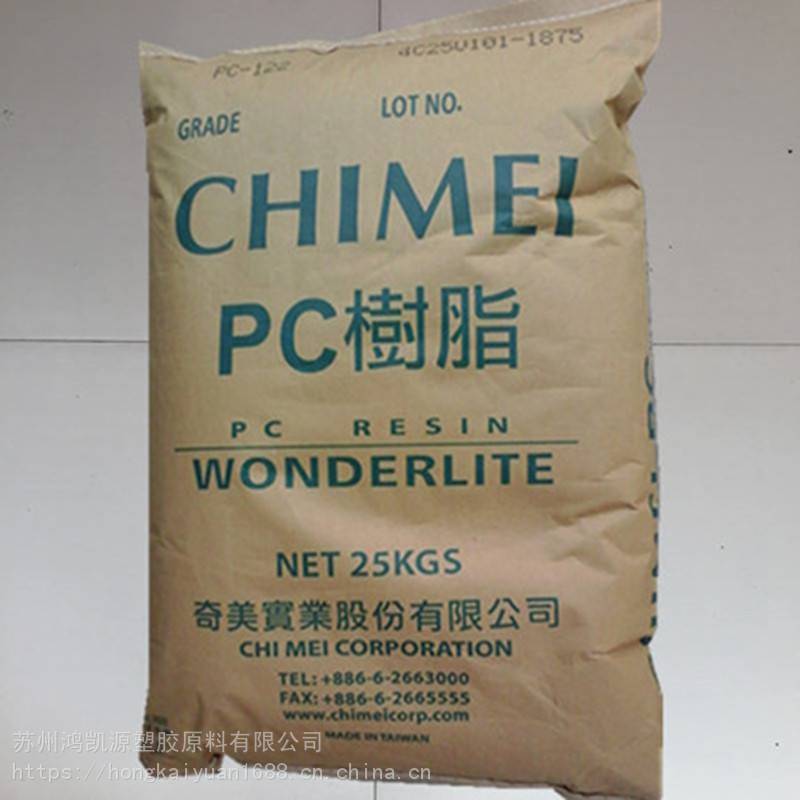 PC-122
4C25U101-1875
GRADE
LOT NO.
CHIMEI
PC樹脂
PC RESIN
WONDERLITE
NET 25KGS
奇美實業股份有限公司
CHI MEI CORPORATION
TEL: +886-6-2663000
FAX: +886-6-2665555
www.chimeicorp.com
MADE IN TAIWAN
苏州鸿凯源塑胶原料有限公司
https://hongkaiyuan1688.cn.china.cn